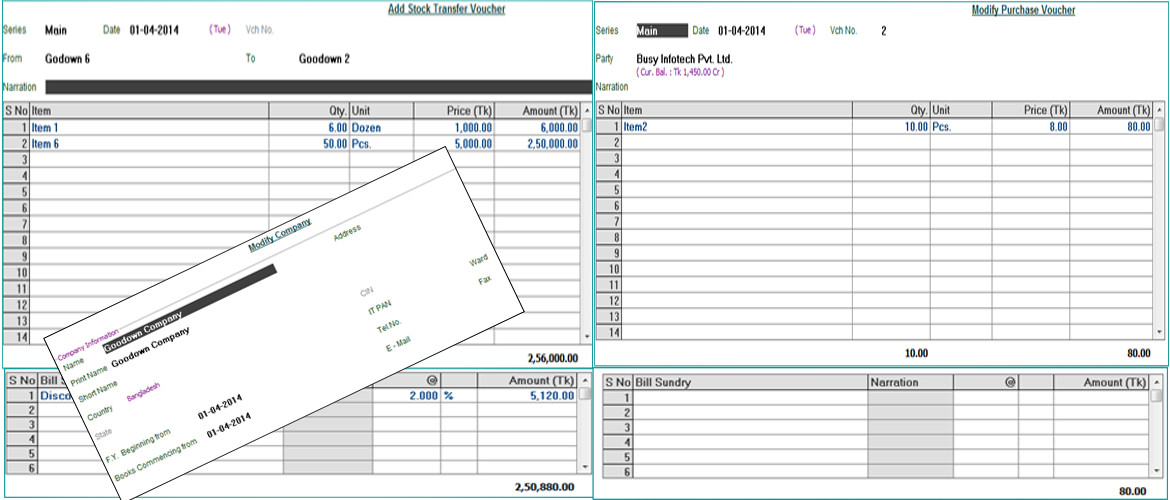 Add Stock Transfer Voucher
Series Main Date 01-04-2014 (Tue) Vch No.
From Godown 6 To Goodown 2
Narration
S No Item Qty. Unit Price (Tk) Amount (Tk)
1 Item 1 6.00 Dozen 1,000.00 6,000.00
2 Item 6 50.00 Pcs. 5,000.00 2,50,000.00
3
4
5
6
7
8
9
10
11
12
13
14
2,56,000.00
S No Bill @ Amount (Tk)
1 Disco 2.000 % 5,120.00
2
3
4
5
6
2,50,880.00
Modify Company
Company Information
Name Goodown Company
Print Name Goodown Company
Short Name
Country Bangladesh
State
F.Y. Beginning from 01-04-2014
Books Commencing from 01-04-2014
Address
Ward
CIN Fax
IT PAN
Tel.No.
E - Mail
Modify Purchase Voucher
Series Main Date 01-04-2014 (Tue) Vch No. 2
Party Busy Infotech Pvt. Ltd.
(Cur. Bal. : Tk 1,450.00 Cr )
Narration
S No Item Qty. Unit Price (Tk) Amount (Tk)
1 Item2 10.00 Pcs. 8.00 80.00
2
3
4
5
6
7
8
9
10
11
12
13
14
10.00 80.00
S No Bill Sundry Narration @ Amount (Tk)
1
2
3
4
5
6
80.00